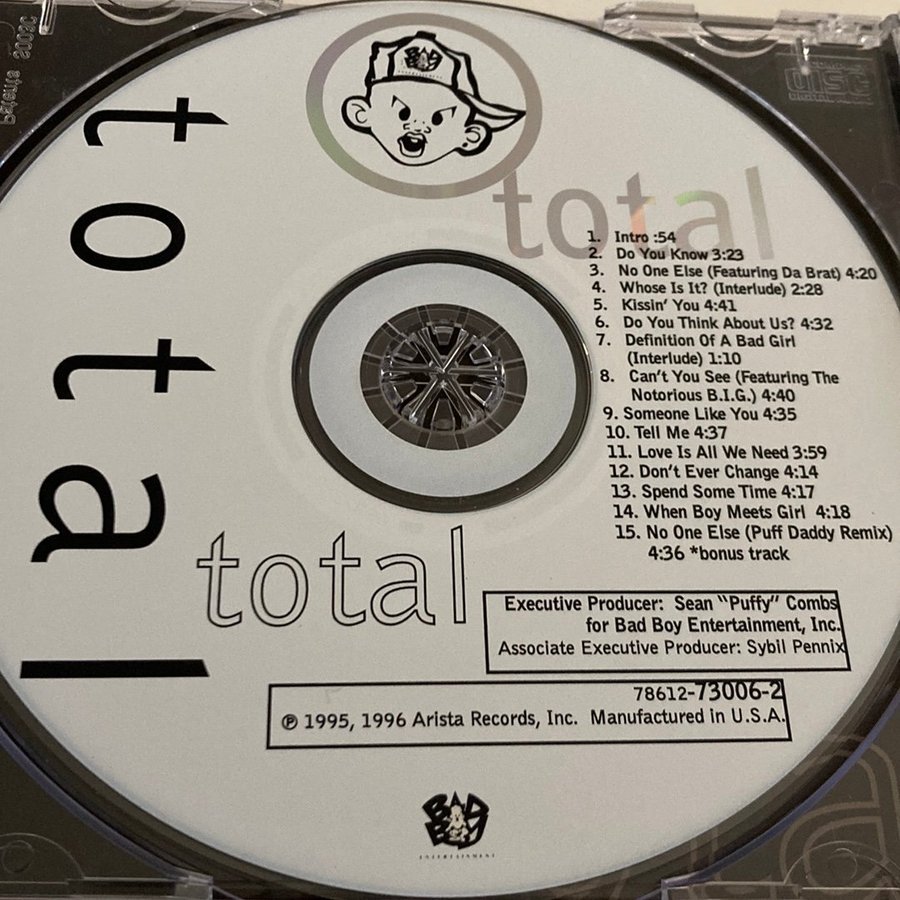 total
total
1. Intro :54
2. Do You Know 3:23
3. No One Else (Featuring Da Brat) 4:20
4. Whose Is It? (Interlude) 2:28
5. Kissin' You 4:41
6. Do You Think About Us? 4:32
7. Definition Of A Bad Girl
(Interlude) 1:10
8. Can't You See (Featuring The
Notorious B.I.G.) 4:40
9. Someone Like You 4:35
10. Tell Me 4:37
11. Love Is All We Need 3:59
12. Don't Ever Change 4:14
13. Spend Some Time 4:17
14. When Boy Meets Girl 4:18
15. No One Else (Puff Daddy Remix)
4:36 *bonus track
total
Executive Producer: Sean "Puffy" Combs
for Bad Boy Entertainment, Inc.
Associate Executive Producer: Sybil Pennix
78612-73006-2
℗ 1995, 1996 Arista Records, Inc. Manufactured in U.S.A.
BAD
BOY
ENTERTAINMENT